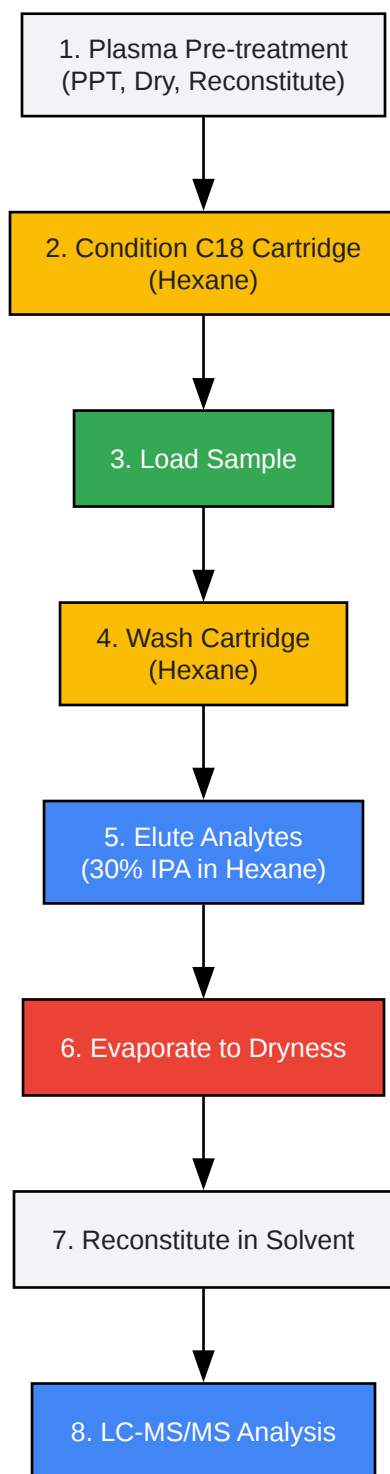 1. Plasma Pre-treatment
(PPT, Dry, Reconstitute)
2. Condition C18 Cartridge
(Hexane)
3. Load Sample
4. Wash Cartridge
(Hexane)
5. Elute Analytes
(30% IPA in Hexane)
6. Evaporate to Dryness
7. Reconstitute in Solvent
8. LC-MS/MS Analysis